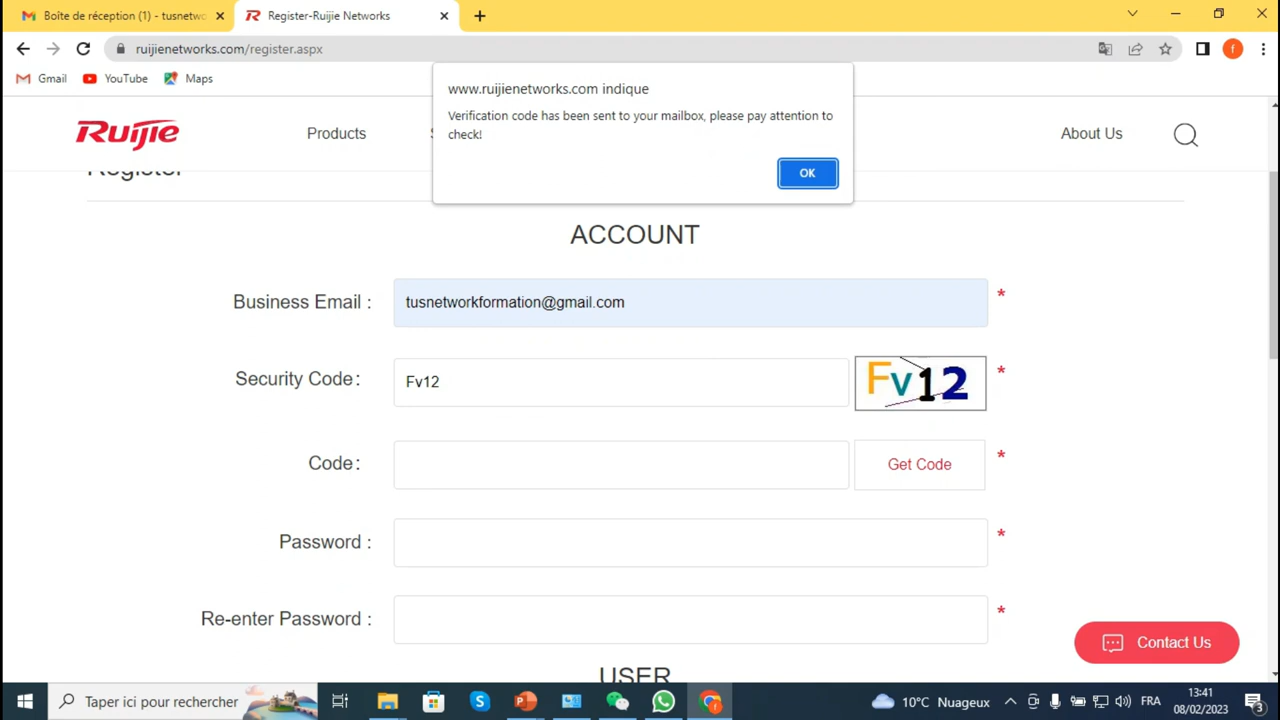 Boîte de réception (1) - tusnetwo
Register-Ruijie Networks
ruijienetworks.com/register.aspx
f
Gmail
YouTube
Maps
www.ruijienetworks.com indique
Verification code has been sent to your mailbox, please pay attention to
check!
OK
Ruijie
Products
S
About Us
Register
ACCOUNT
Business Email :
tusnetworkformation@gmail.com
*
Security Code :
Fv12
Fv12
*
Code :
Get Code
*
Password :
*
Re-enter Password :
*
Contact Us
USER
Taper ici pour rechercher
10°C Nuageux
FRA
13:41
08/02/2023
3